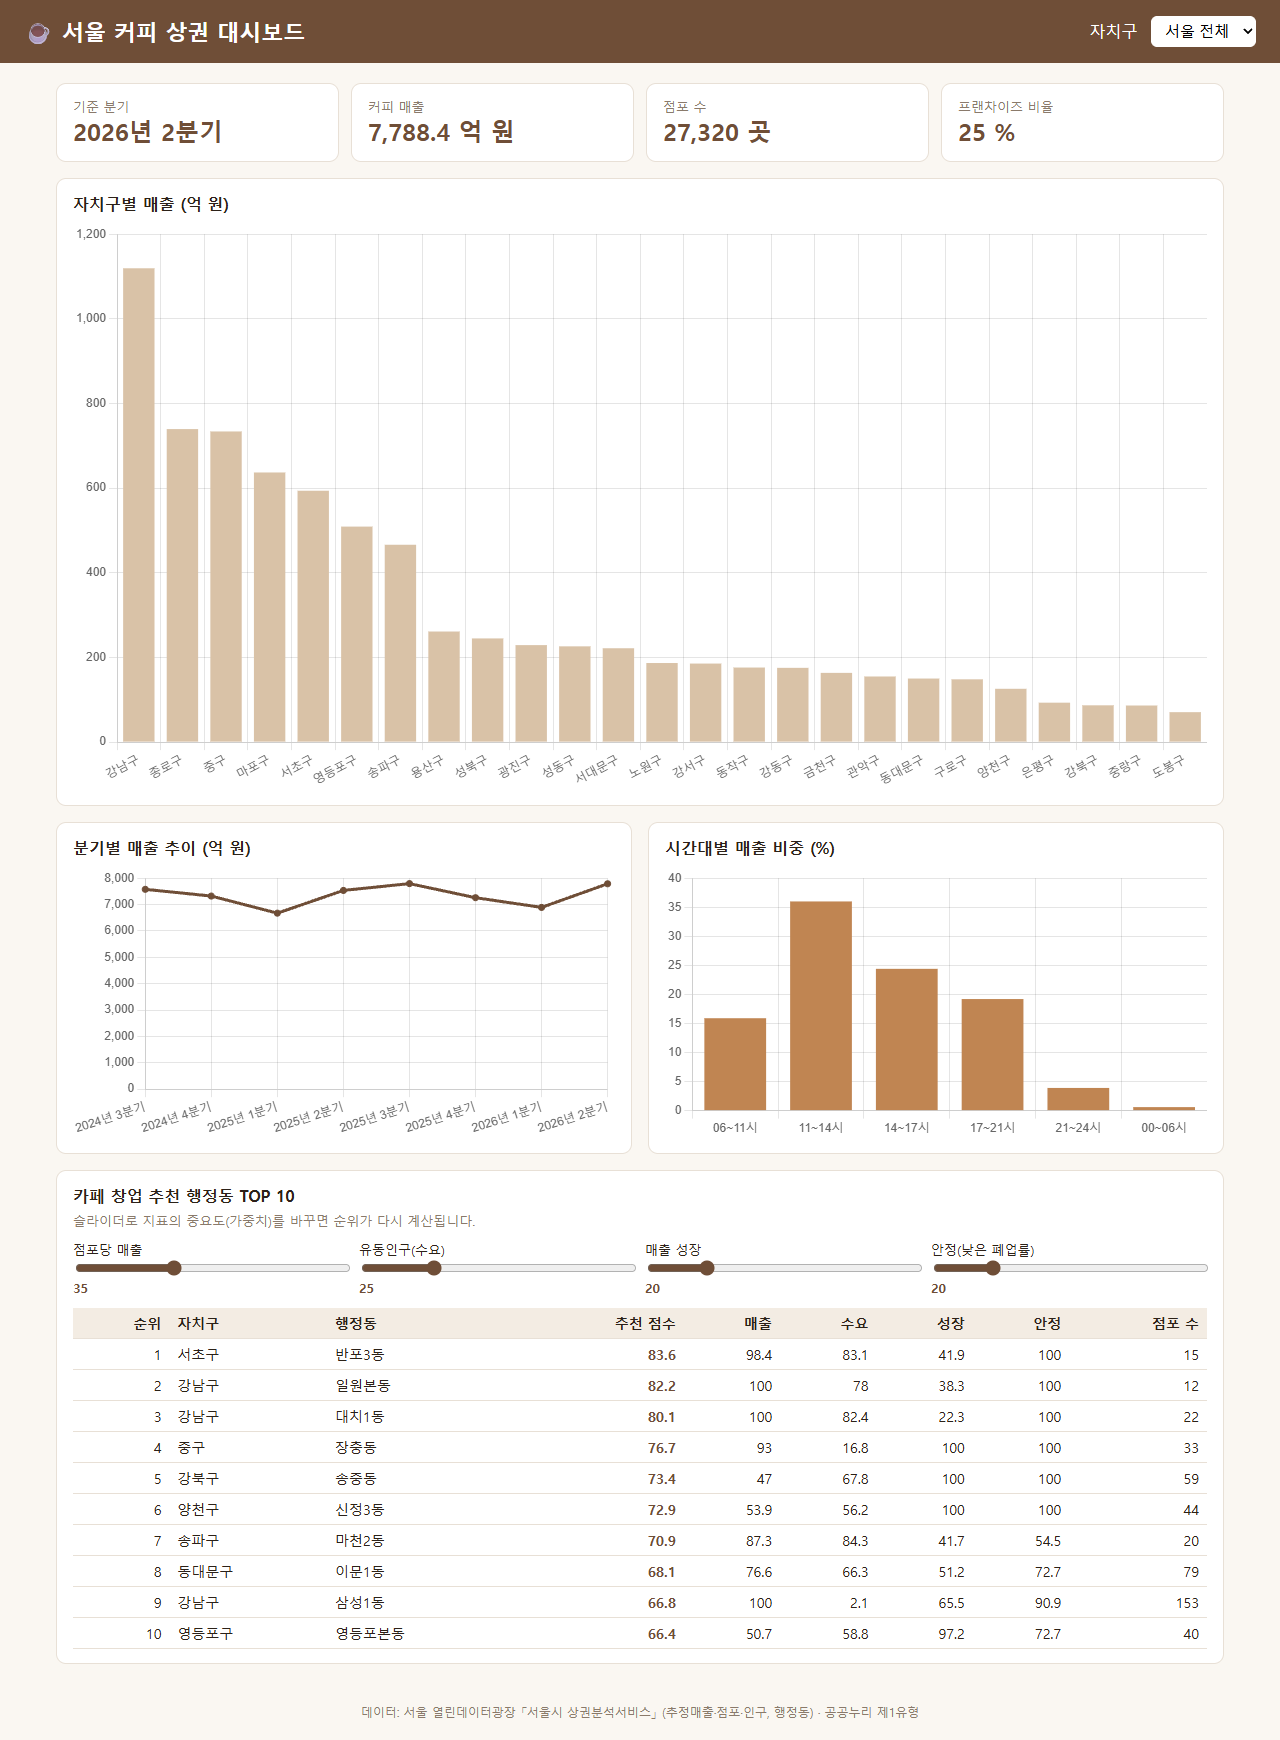 서울 커피 상권 대시보드
자치구 서울 전체
기준 분기
2026년 2분기
커피 매출
7,788.4 억 원
점포 수
27,320 곳
프랜차이즈 비율
25 %
자치구별 매출 (억 원)
1,200
1,000
800
600
400
200
0
강남구 종로구 중구 마포구 서초구 영등포구 송파구 용산구 성북구 광진구 성동구 서대문구 노원구 강서구 동작구 강동구 금천구 관악구 동대문구 구로구 양천구 은평구 강북구 중랑구 도봉구
분기별 매출 추이 (억 원)
8,000
7,000
6,000
5,000
4,000
3,000
2,000
1,000
0
2024년 3분기 2024년 4분기 2025년 1분기 2025년 2분기 2025년 3분기 2025년 4분기 2026년 1분기 2026년 2분기
시간대별 매출 비중 (%)
40
35
30
25
20
15
10
5
0
06~11시 11~14시 14~17시 17~21시 21~24시 00~06시
카페 창업 추천 행정동 TOP 10
슬라이더로 지표의 중요도(가중치)를 바꾸면 순위가 다시 계산됩니다.
점포당 매출 유동인구(수요) 매출 성장 안정(낮은 폐업률)
35 25 20 20
순위 자치구 행정동 추천 점수 매출 수요 성장 안정 점포 수
1 서초구 반포3동 83.6 98.4 83.1 41.9 100 15
2 강남구 일원본동 82.2 100 78 38.3 100 12
3 강남구 대치1동 80.1 100 82.4 22.3 100 22
4 중구 장충동 76.7 93 16.8 100 100 33
5 강북구 송중동 73.4 47 67.8 100 100 59
6 양천구 신정3동 72.9 53.9 56.2 100 100 44
7 송파구 마천2동 70.9 87.3 84.3 41.7 54.5 20
8 동대문구 이문1동 68.1 76.6 66.3 51.2 72.7 79
9 강남구 삼성1동 66.8 100 2.1 65.5 90.9 153
10 영등포구 영등포본동 66.4 50.7 58.8 97.2 72.7 40
데이터: 서울 열린데이터광장 「서울시 상권분석서비스」 (추정매출·점포·인구, 행정동) · 공공누리 제1유형